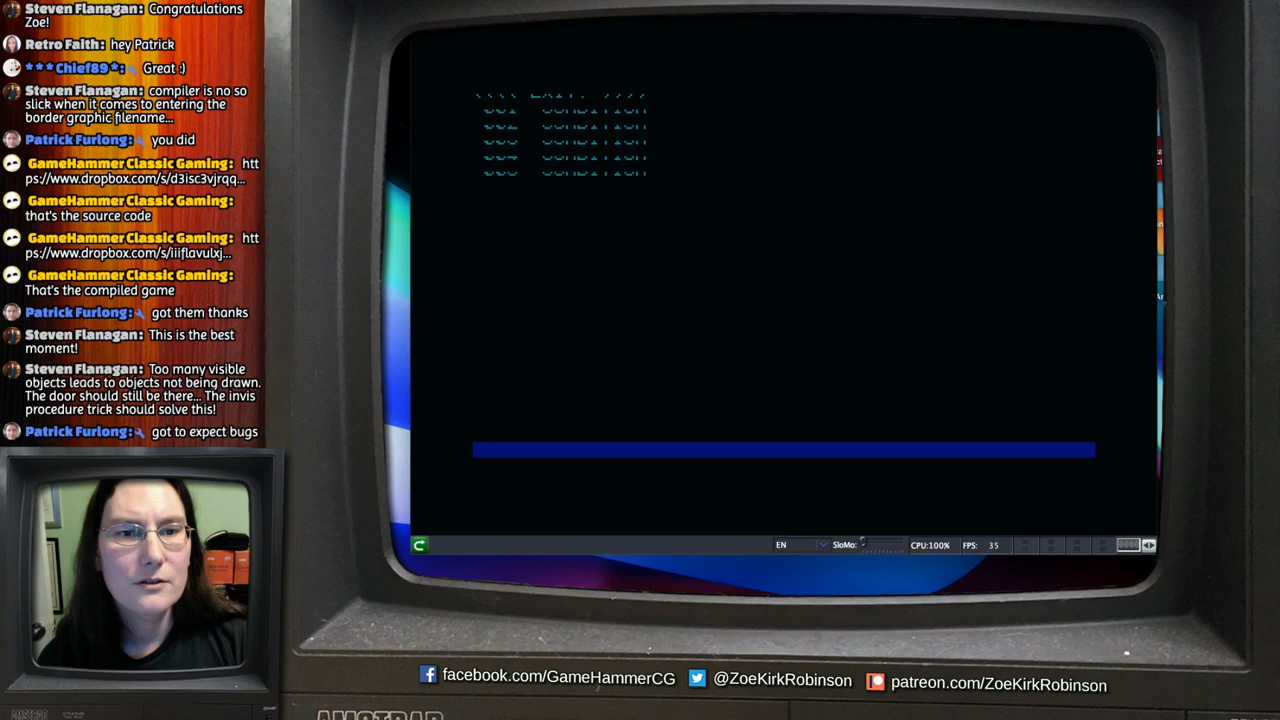 Steven Flanagan: Congratulations
Zoe!
Retro Faith: hey Patrick
***Chief89*: Great :)
Steven Flanagan: compiler is no so
slick when it comes to entering the
border graphic filename...
Patrick Furlong: you did
GameHammer Classic Gaming: htt
ps://www.dropbox.com/s/d3isc3vjrqq...
GameHammer Classic Gaming:
that's the source code
GameHammer Classic Gaming: htt
ps://www.dropbox.com/s/iiiflavulxj...
GameHammer Classic Gaming:
That's the compiled game
Patrick Furlong: got them thanks
Steven Flanagan: This is the best
moment!
Steven Flanagan: Too many visible
objects leads to objects not being drawn.
The door should still be there... The invis
procedure trick should solve this!
Patrick Furlong: got to expect bugs
CONDITION
CONDITION
CONDITION
CONDITION
CONDITION
EN SloMo: CPU:100% FPS: 35
facebook.com/GameHammerCG @ZoeKirkRobinson patreon.com/ZoeKirkRobinson
AMSTRAD